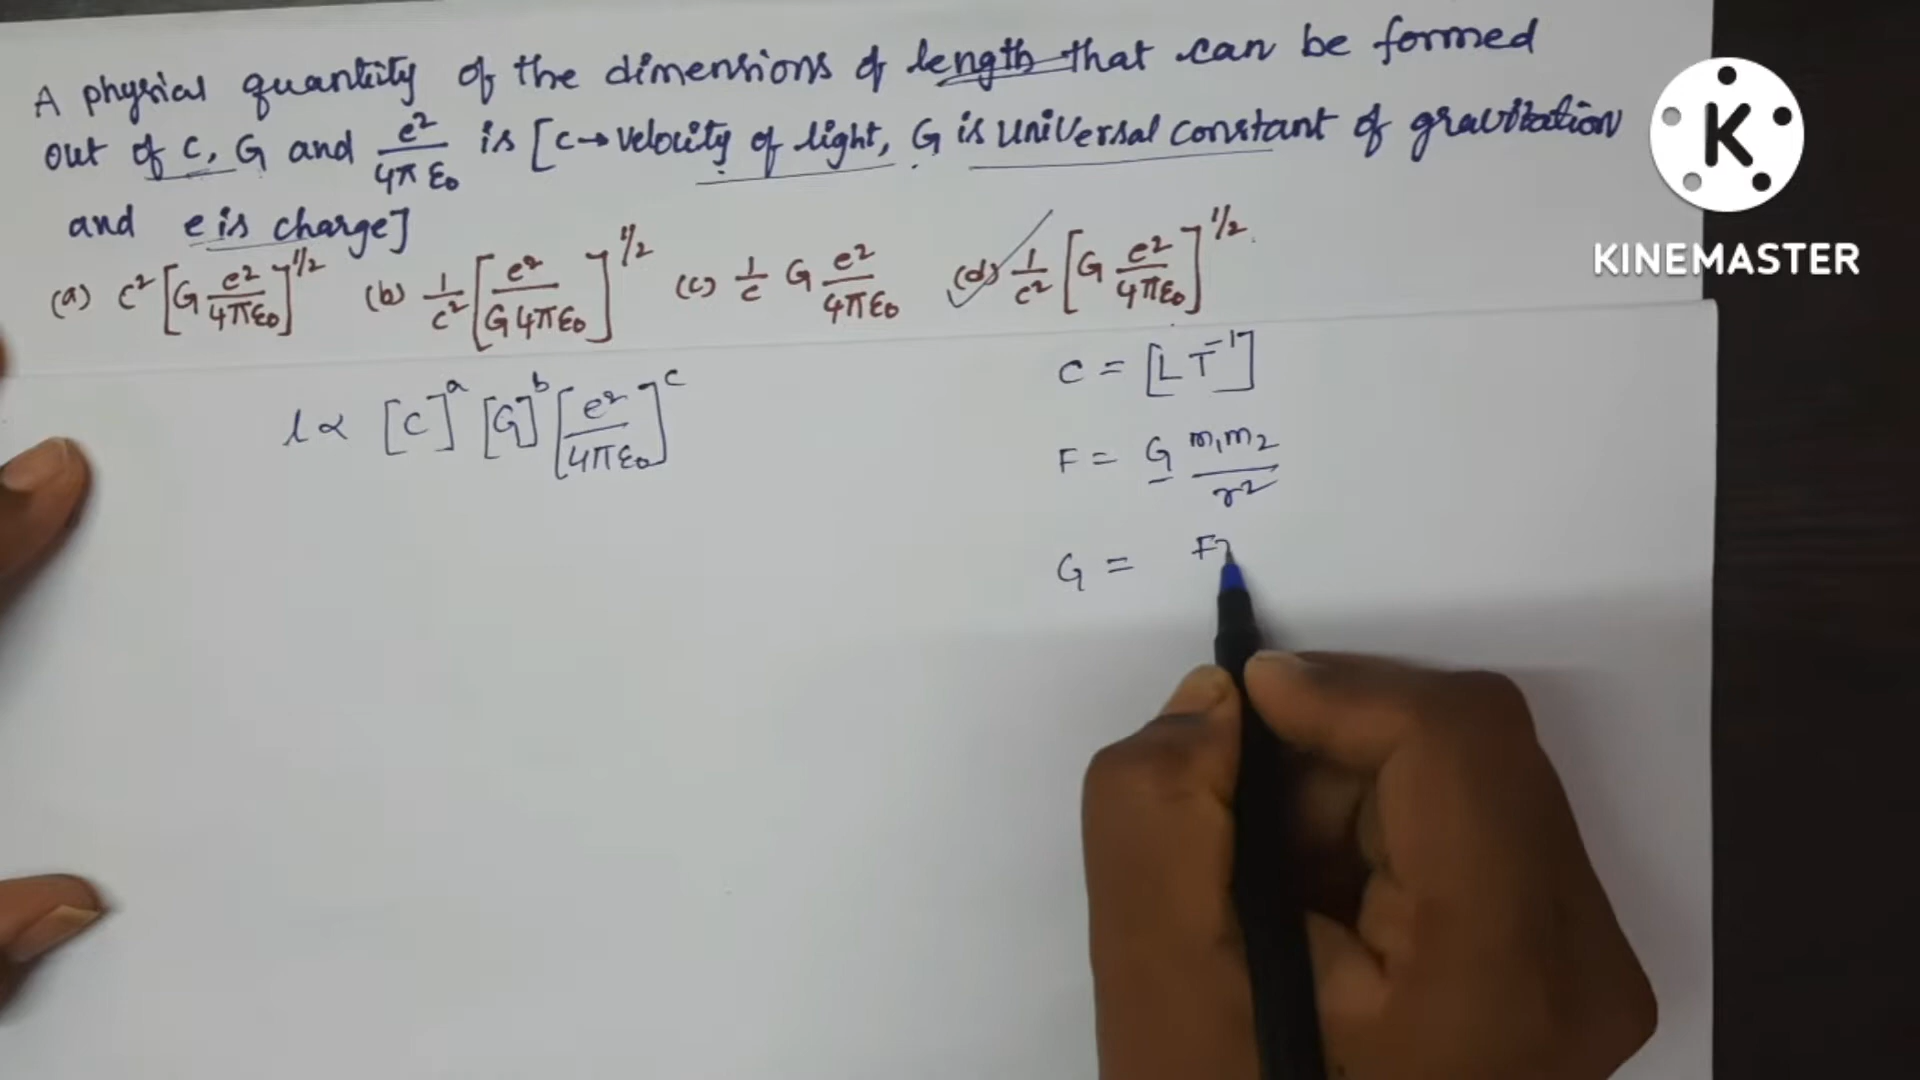 A physical quantity of the dimensions of length that can be formed
out of c, G and e²/4πε₀ is [c→velocity of light, G is universal constant of gravitation
and e is charge]
(a) c² [G e²/4πε₀]^1/2 (b) 1/c² [e²/G4πε₀]^1/2 (c) 1/c G e²/4πε₀ (d) 1/c² [G e²/4πε₀]^1/2
l ∝ [C]^a [G]^b [e²/4πε₀]^c
C = [L T⁻¹]
F = G m₁m₂/r²
G = F
K
KINEMASTER